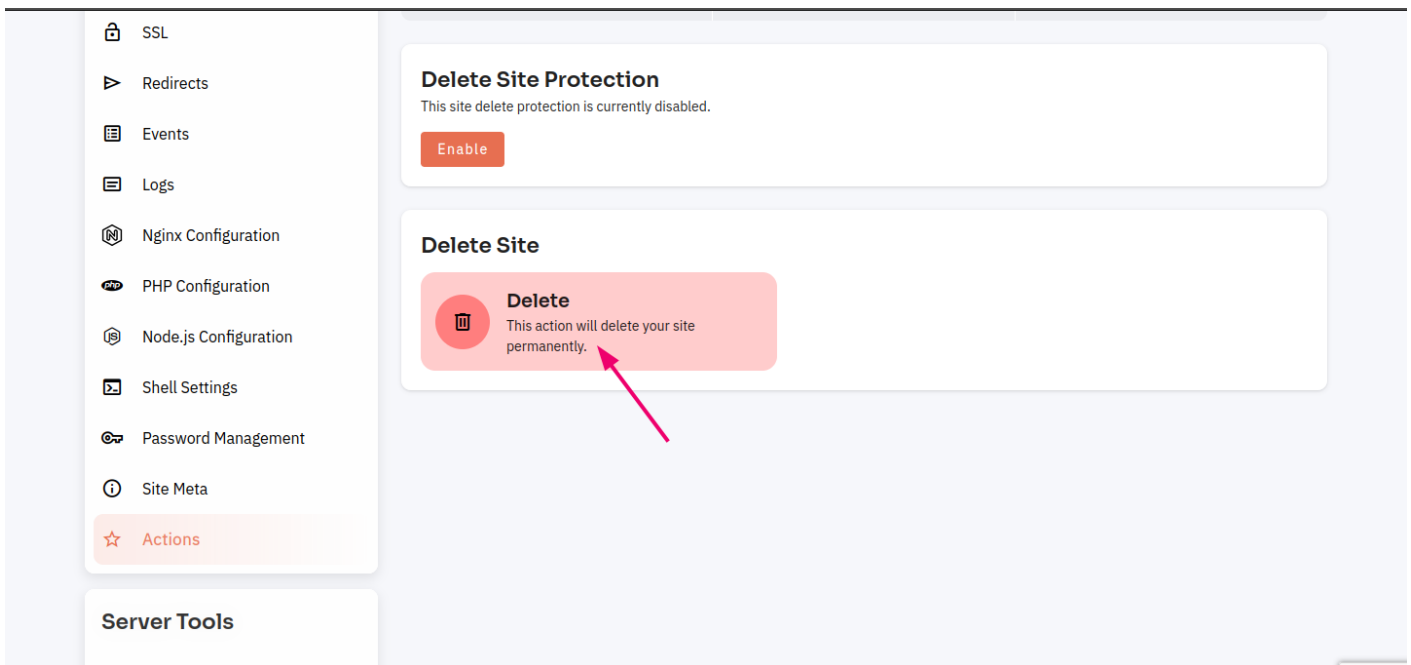 SSL
Redirects
Events
Logs
Nginx Configuration
php
PHP Configuration
JS
Node.js Configuration
Shell Settings
Password Management
Site Meta
Actions
Server Tools
Delete Site Protection
This site delete protection is currently disabled.
Enable
Delete Site
Delete
This action will delete your site
permanently.